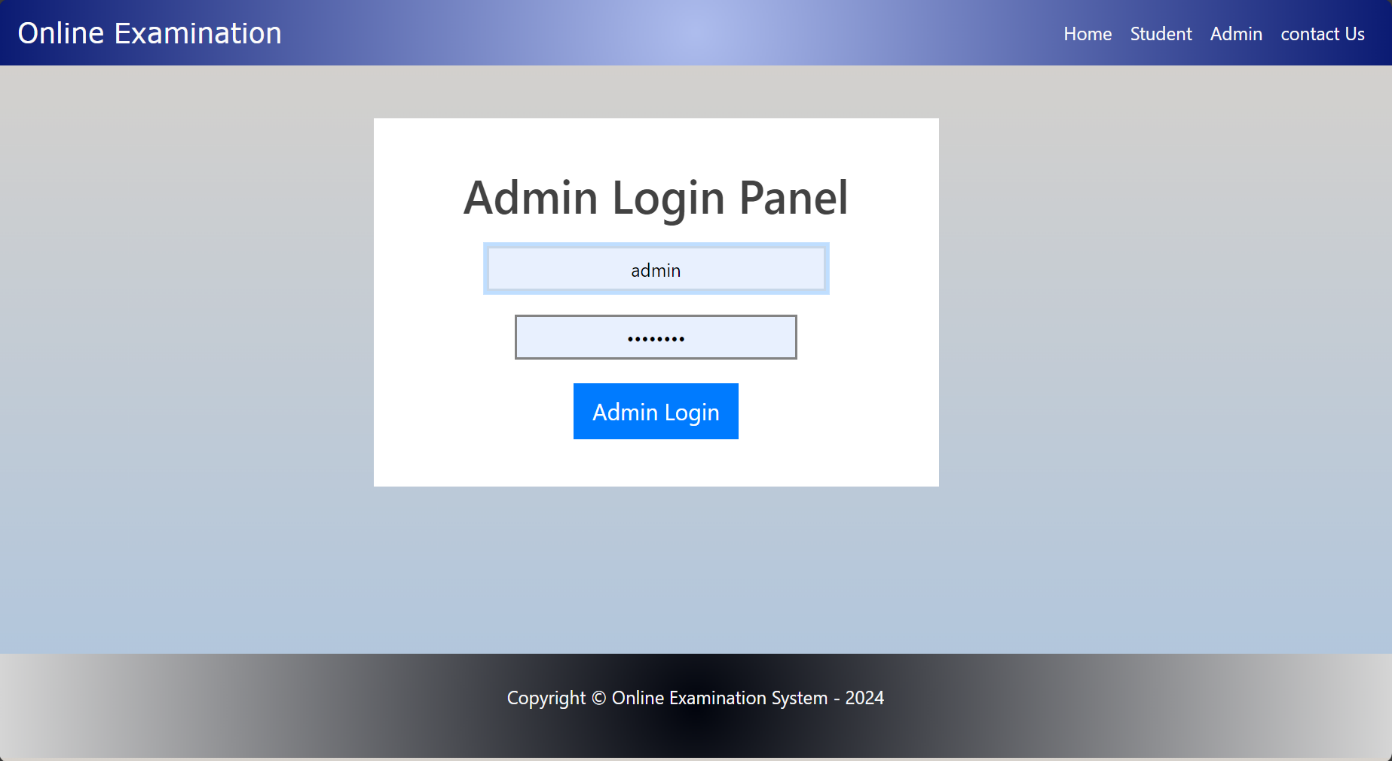 Online Examination
Home Student Admin contact Us
Admin Login Panel
admin
••••••••
Admin Login
Copyright © Online Examination System - 2024